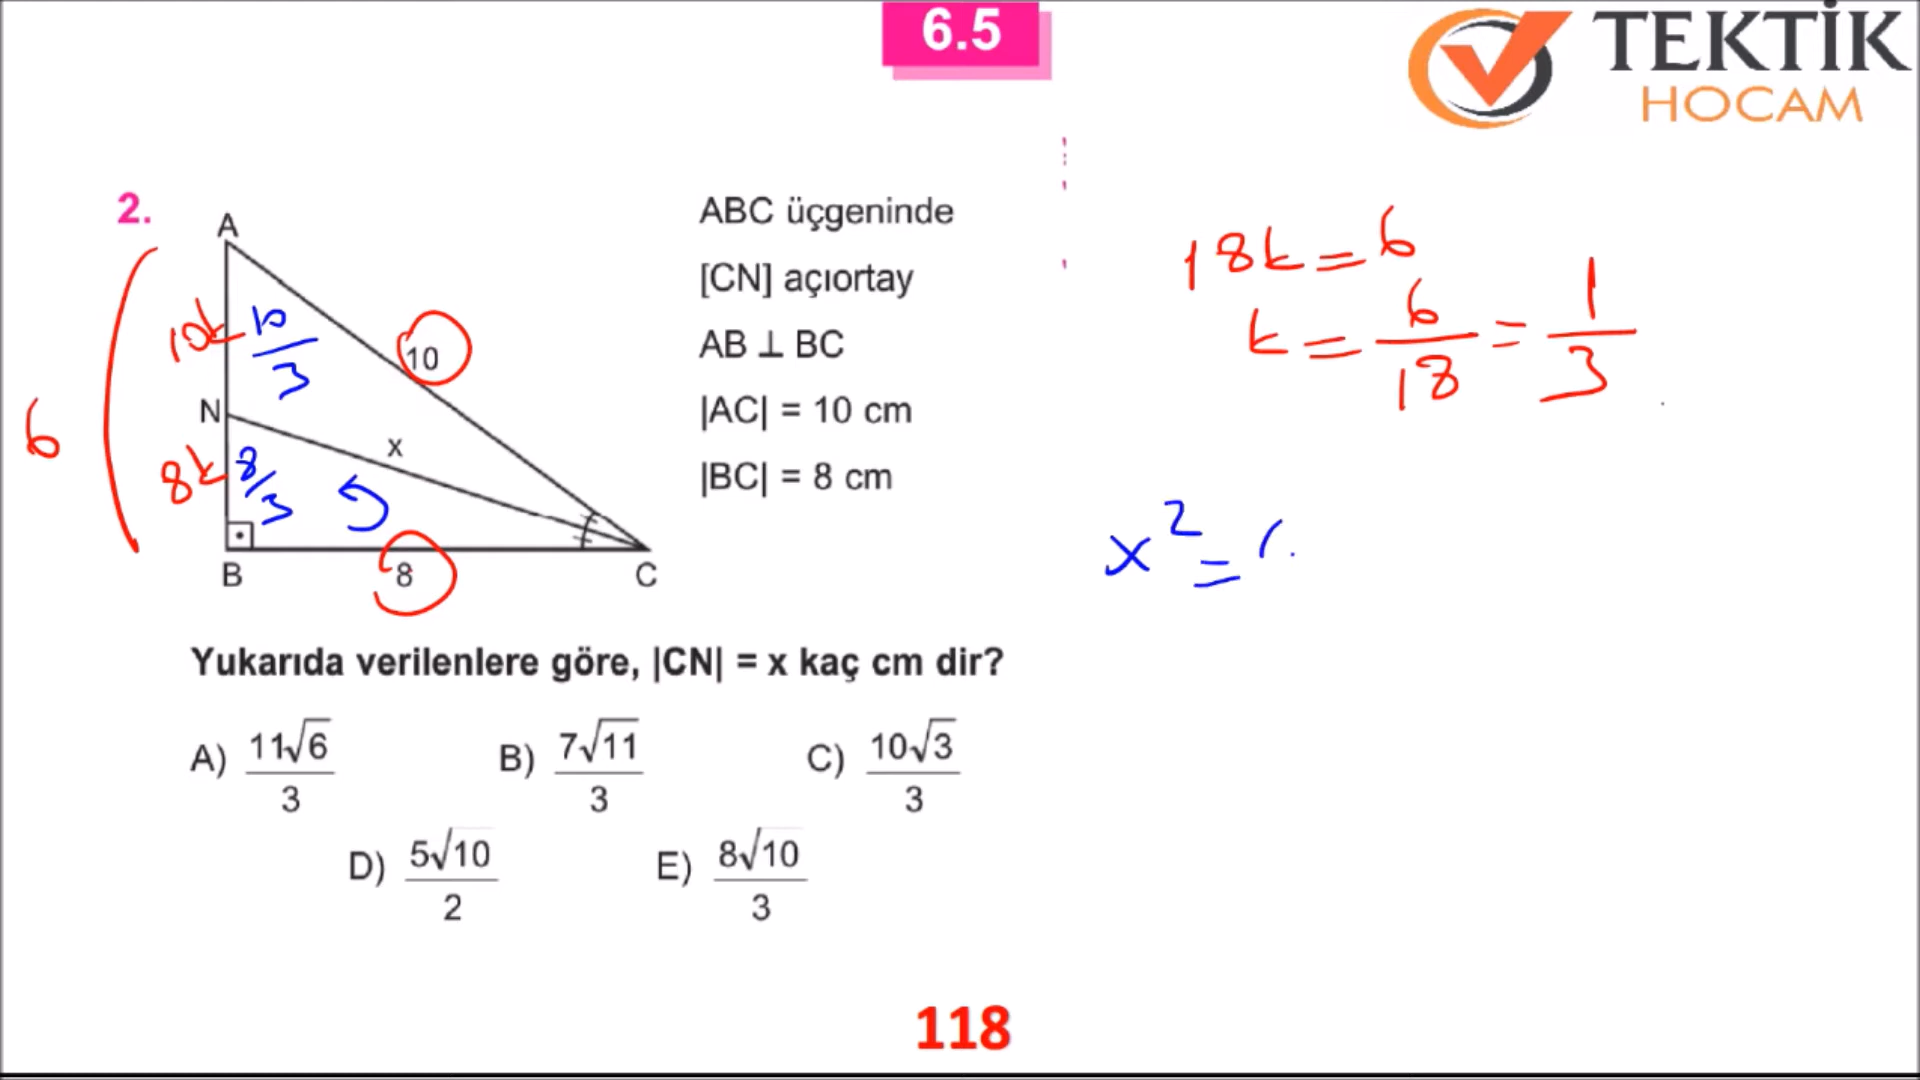 6.5
TEKTİK
HOCAM
2.
A
10k
10/3
10
N
x
6
8k
8/3
B
8
C
ABC üçgeninde
[CN] açıortay
AB ⊥ BC
|AC| = 10 cm
|BC| = 8 cm
18k = 6
k = 6/18 = 1/3
x² = (
Yukarıda verilenlere göre, |CN| = x kaç cm dir?
A) 11√6/3 B) 7√11/3 C) 10√3/3
D) 5√10/2 E) 8√10/3
118